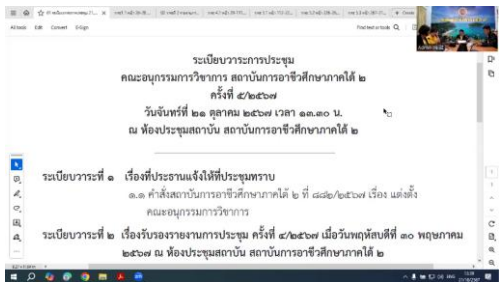 All tools Edit Convert E-Sign
Find text or tools
ระเบียบวาระการประชุม
คณะอนุกรรมการวิชาการ สถาบันการอาชีวศึกษาภาคใต้ ๒
ครั้งที่ ๕/๒๕๖๗
วันจันทร์ที่ ๒๑ ตุลาคม ๒๕๖๗ เวลา ๑๓.๓๐ น.
ณ ห้องประชุมสถาบัน สถาบันการอาชีวศึกษาภาคใต้ ๒
ระเบียบวาระที่ ๑ เรื่องที่ประธานแจ้งให้ที่ประชุมทราบ
๑.๑ คำสั่งสถาบันการอาชีวศึกษาภาคใต้ ๒ ที่ ๘๘๒/๒๕๖๗ เรื่อง แต่งตั้ง
คณะอนุกรรมการวิชาการ
ระเบียบวาระที่ ๒ เรื่องรับรองรายงานการประชุม ครั้งที่ ๔/๒๕๖๗ เมื่อวันพฤหัสบดีที่ ๓๐ พฤษภาคม
๒๕๖๗ ณ ห้องประชุมสถาบัน สถาบันการอาชีวศึกษาภาคใต้ ๒